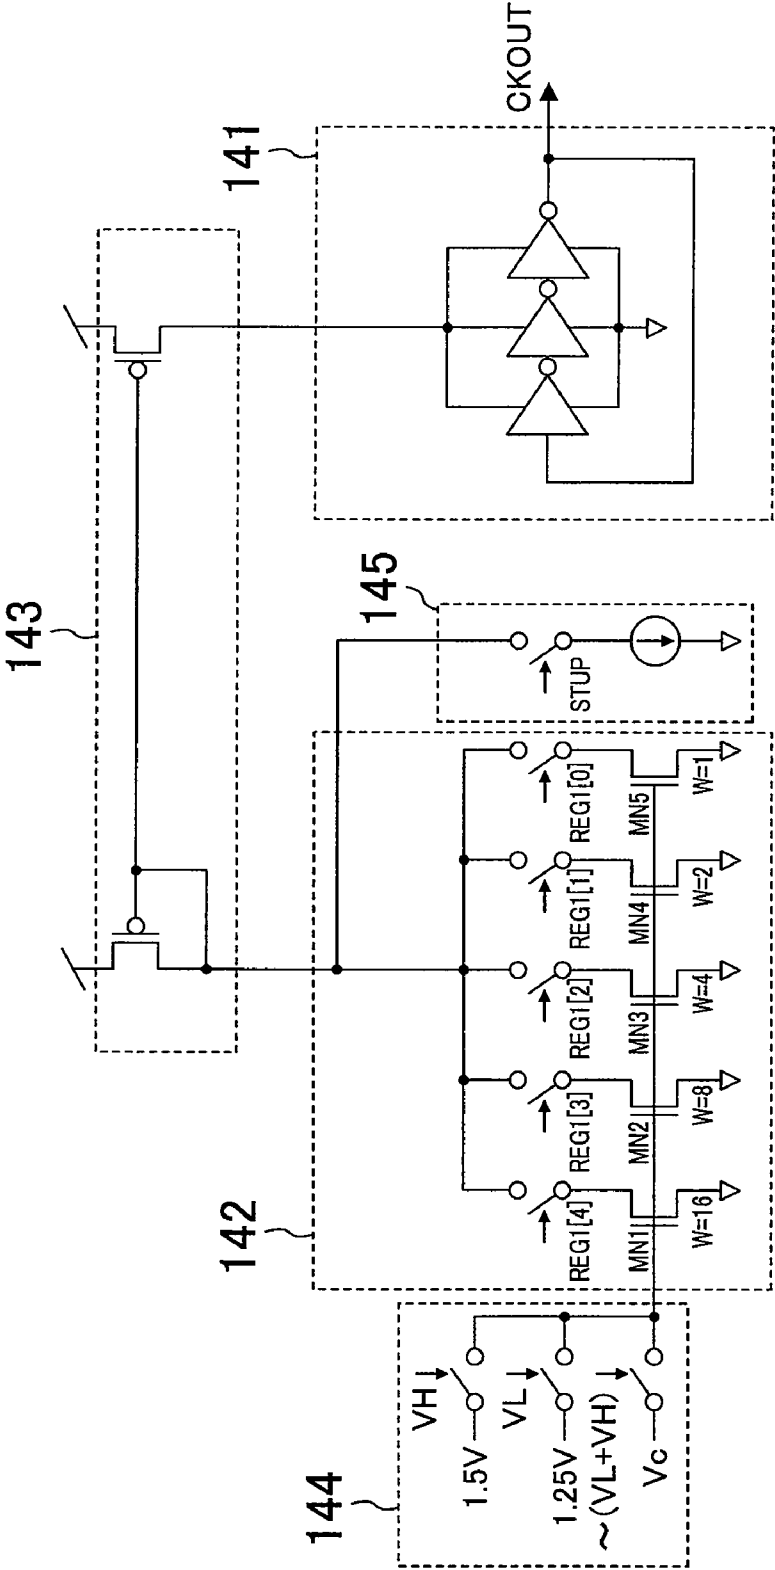 143
141
CKOUT
145
STUP
142
REG1[4]
REG1[3]
REG1[2]
REG1[1]
REG1[0]
MN1
MN2
MN3
MN4
MN5
W=16
W=8
W=4
W=2
W=1
144
VH
1.5V
VL
1.25V
~(VL+VH)
Vc